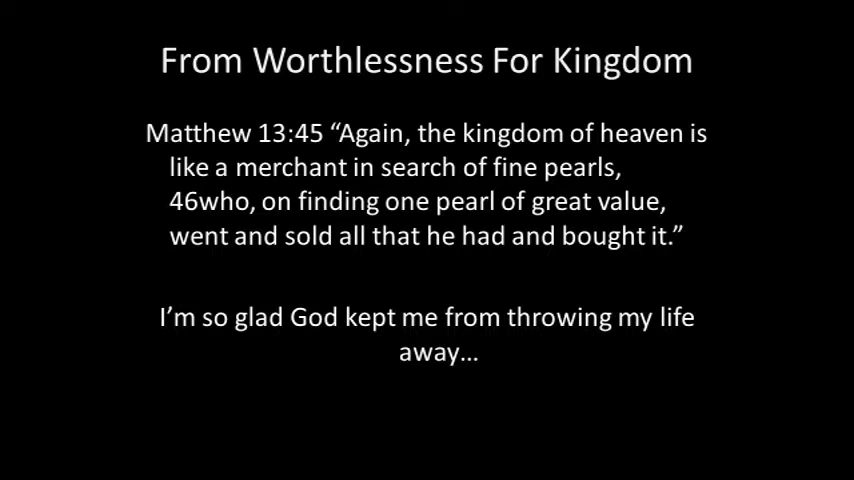 From Worthlessness For Kingdom
Matthew 13:45 “Again, the kingdom of heaven is
like a merchant in search of fine pearls,
46who, on finding one pearl of great value,
went and sold all that he had and bought it.”
I’m so glad God kept me from throwing my life
away…